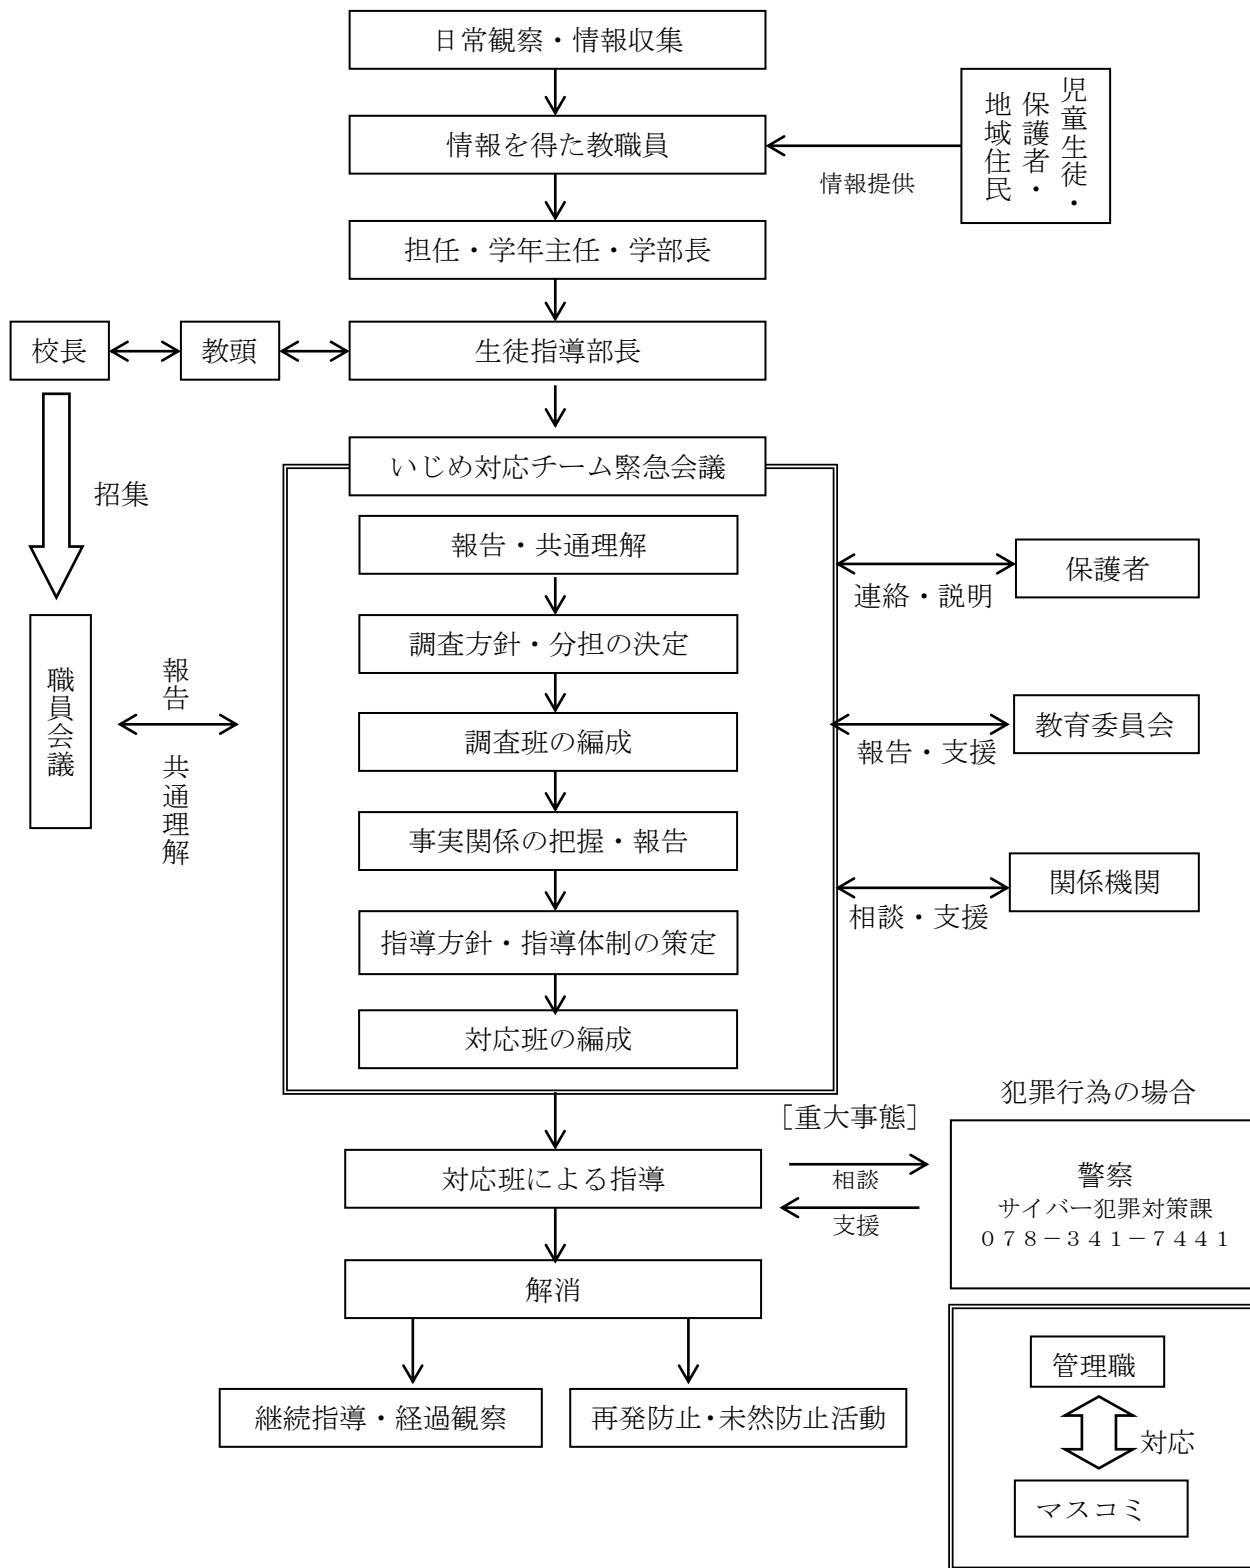 日常観察・情報収集
情報を得た教職員
情報提供
児童生徒・
保護者・
地域住民
担任・学年主任・学部長
校長
教頭
生徒指導部長
いじめ対応チーム緊急会議
招集
報告・共通理解
保護者
連絡・説明
調査方針・分担の決定
職員会議
報告
共通理解
調査班の編成
教育委員会
報告・支援
事実関係の把握・報告
関係機関
相談・支援
指導方針・指導体制の策定
対応班の編成
犯罪行為の場合
[重大事態]
対応班による指導
相談
支援
警察
サイバー犯罪対策課
０７８－３４１－７４４１
解消
継続指導・経過観察
再発防止・未然防止活動
管理職
対応
マスコミ